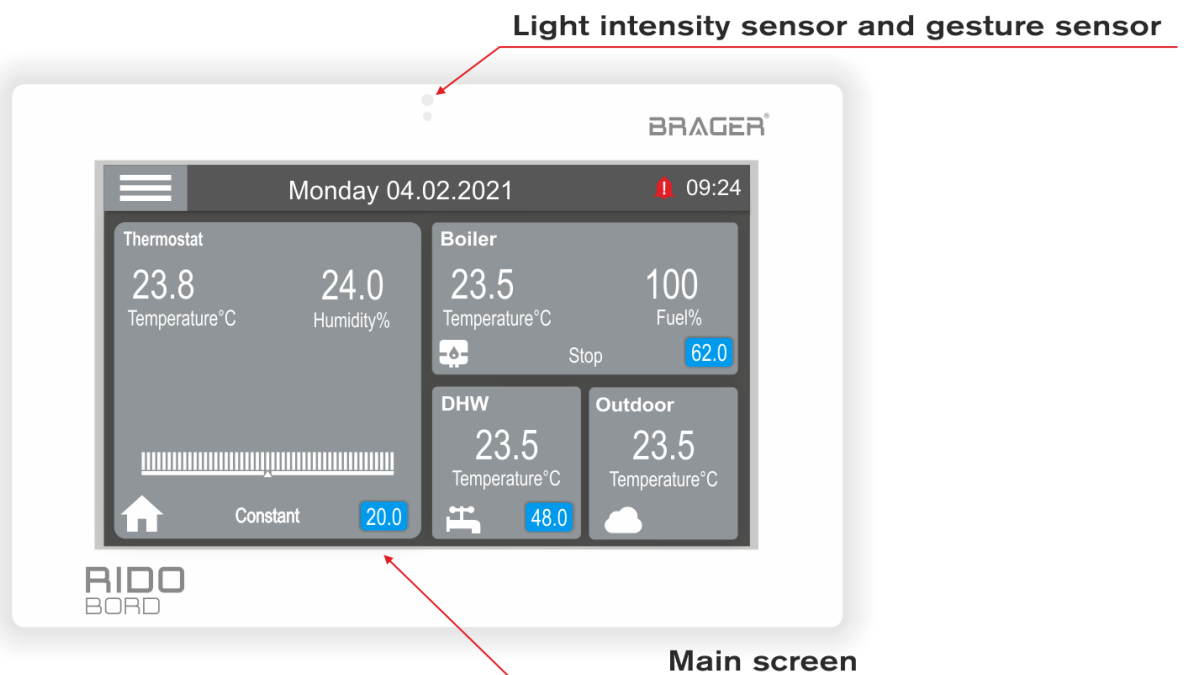 Light intensity sensor and gesture sensor
BRAGER®
Monday 04.02.2021
! 09:24
Thermostat
23.8 24.0
Temperature°C Humidity%
Constant 20.0
Boiler
23.5 100
Temperature°C Fuel%
Stop 62.0
DHW
23.5
Temperature°C
48.0
Outdoor
23.5
Temperature°C
RIDO
BORD
Main screen